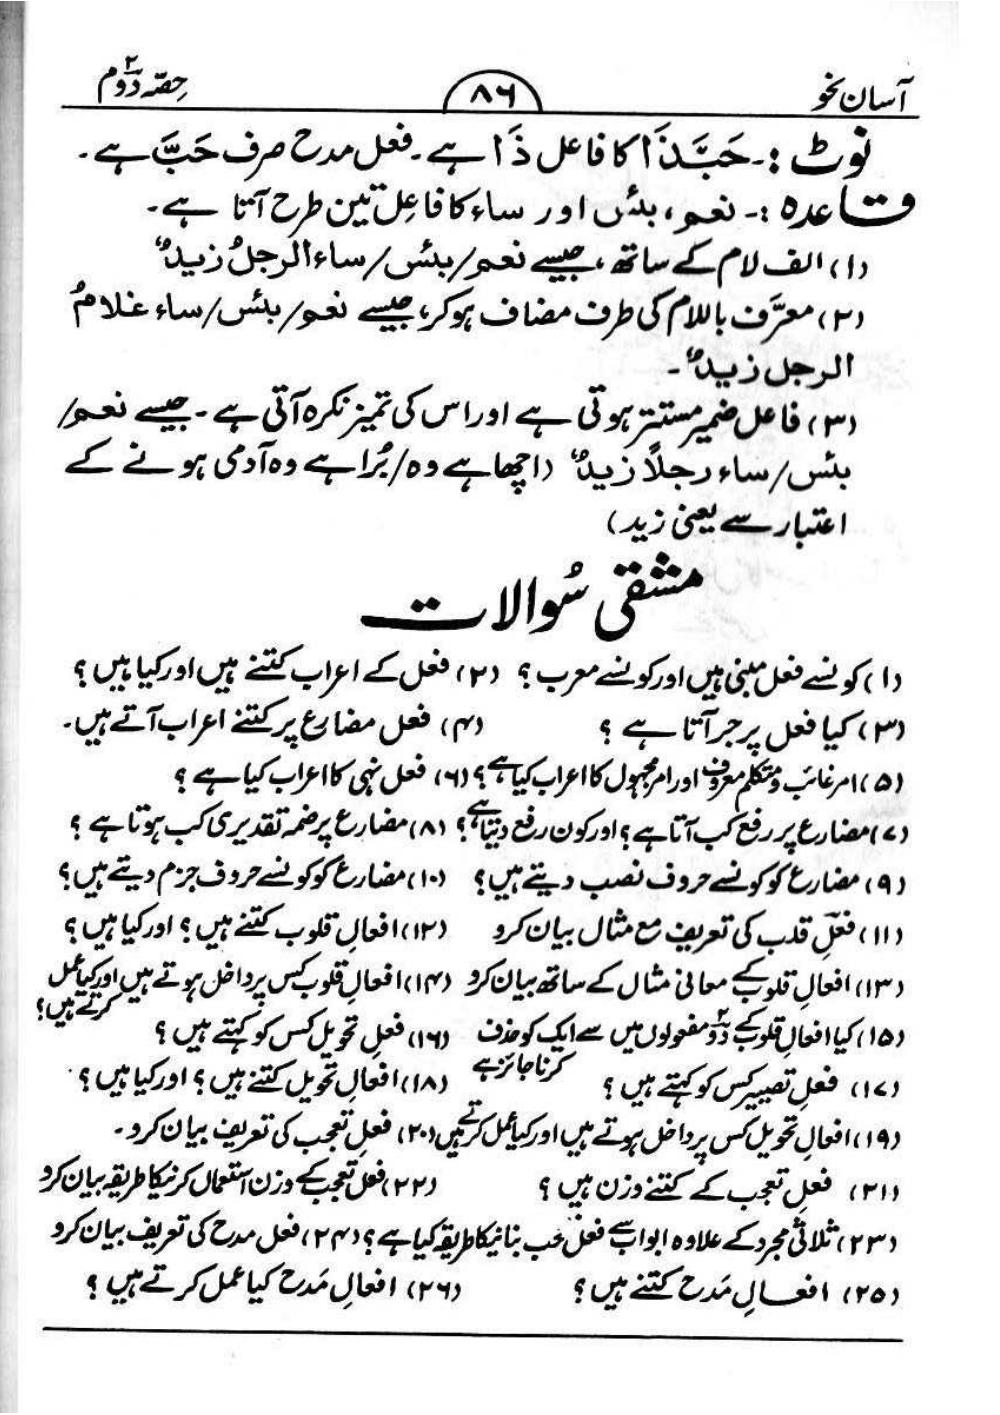 آسان نحو ۸۶ حصّہ دوم ۲
نوٹ :۔ حَبَّذَا کا فاعل ذَا ہے۔ فعل مدح صرف حَبَّ ہے۔
قاعدہ :۔ نعم، بئس اور ساء کا فاعِل تین طرح آتا ہے۔
(۱) الف لام کے ساتھ، جیسے نعم/بئس/ساء الرجلُ زیدٌ
(۲) معرَّف باللام کی طرف مضاف ہوکر، جیسے نعم/بئس/ساء غلامُ
الرجل زیدٌ۔
(۳) فاعل ضمیر مستتر ہوتی ہے اور اس کی تمیز نکرہ آتی ہے۔ جیسے نعم/
بئس/ساء رجلاً زیدٌ (اچھا ہے وہ/بُرا ہے وہ آدمی ہونے کے
اعتبار سے یعنی زید)
مشقی سُوالات
(۱) کونسے فعل مبنی ہیں اور کونسے معرب؟ (۲) فعل کے اعراب کتنے ہیں اور کیا ہیں؟
(۳) کیا فعل پر جر آتا ہے؟ (۴) فعل مضارع پر کتنے اعراب آتے ہیں۔
(۵) امر غائب و متکلم معروف اور امر مجہول کا اعراب کیا ہے؟ (۶) فعل نہی کا اعراب کیا ہے؟
(۷) مضارع پر رفع کب آتا ہے؟ اور کون رفع دیتا ہے؟ (۸) مضارع پر ضمہ تقدیری کب ہوتا ہے؟
(۹) مضارع کو کونسے حروف نصب دیتے ہیں؟ (۱۰) مضارع کو کونسے حروف جزم دیتے ہیں؟
(۱۱) فعلِ قلب کی تعریف مع مثال بیان کرو (۱۲) افعالِ قلوب کتنے ہیں؟ اور کیا ہیں؟
(۱۳) افعالِ قلوب کے معانی مثال کے ساتھ بیان کرو (۱۴) افعالِ قلوب کس پر داخل ہوتے ہیں اور کیا عمل کرتے ہیں؟
(۱۵) کیا افعالِ قلوب کے دو ۲ مفعولوں میں سے ایک کو حذف کرنا جائز ہے (۱۶) فعلِ تحویل کس کو کہتے ہیں؟
(۱۷) فعلِ تصییر کس کو کہتے ہیں؟ (۱۸) افعالِ تحویل کتنے ہیں؟ اور کیا ہیں؟
(۱۹) افعالِ تحویل کس پر داخل ہوتے ہیں اور کیا عمل کرتے ہیں (۲۰) فعلِ تعجب کی تعریف بیان کرو۔
(۲۱) فعلِ تعجب کے کتنے وزن ہیں؟ (۲۲) فعل تعجب کے وزن استعمال کرنیکا طریقہ بیان کرو
(۲۳) ثلاثی مجرد کے علاوہ ابواب سے فعل تعجب بنانیکا طریقہ کیا ہے؟ (۲۴) فعل مدح کی تعریف بیان کرو
(۲۵) افعالِ مَدح کتنے ہیں؟ (۲۶) افعالِ مَدح کیا عمل کرتے ہیں؟